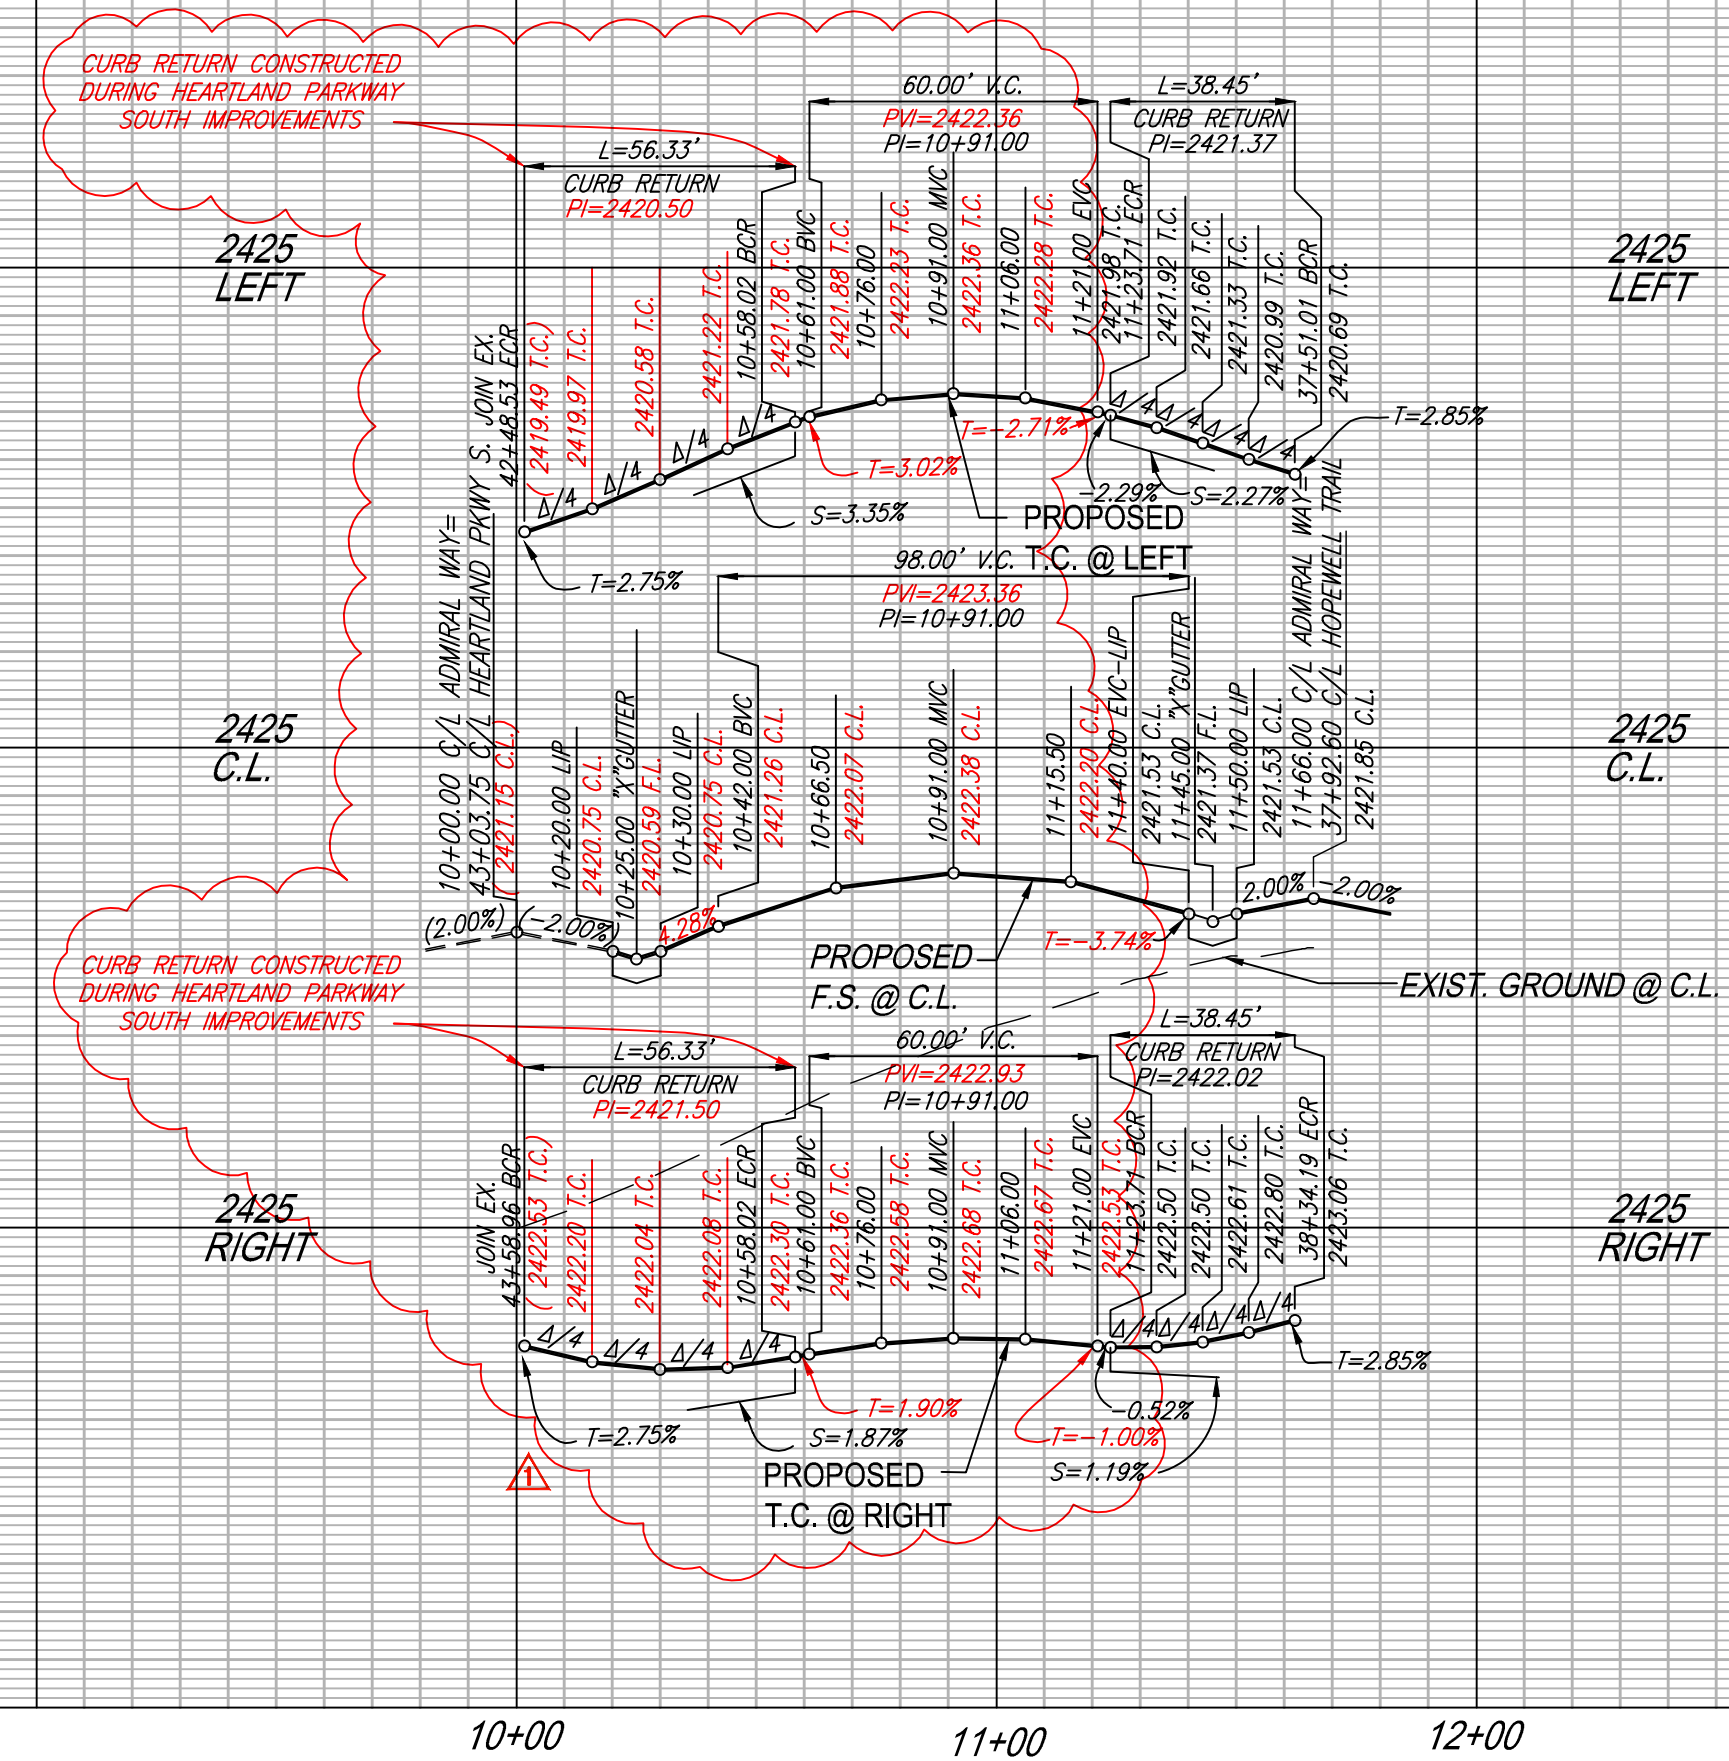 CURB RETURN CONSTRUCTED
DURING HEARTLAND PARKWAY
SOUTH IMPROVEMENTS
L=56.33'
CURB RETURN
PI=2420.50
60.00' V.C.
PVI=2422.36
PI=10+91.00
L=38.45'
CURB RETURN
PI=2421.37
2425
LEFT
2425
LEFT
JOIN EX.
42+48.53 ECR
(2419.49 T.C.)
2419.97 T.C.
2420.58 T.C.
2421.22 T.C.
10+58.02 BCR
2421.78 T.C.
10+61.00 BVC
2421.88 T.C.
10+76.00
2422.23 T.C.
10+91.00 MVC
2422.36 T.C.
11+06.00
2422.28 T.C.
11+21.00 EVC
2421.98 T.C.
11+23.71 ECR
2421.92 T.C.
2421.66 T.C.
2421.33 T.C.
2420.99 T.C.
37+51.01 BCR
2420.69 T.C.
Δ/4
Δ/4
Δ/4
Δ/4
Δ/4
Δ/4
Δ/4
Δ/4
T=2.75%
S=3.35%
T=3.02%
T=-2.71%
-2.29%
S=2.27%
T=2.85%
PROPOSED
T.C. @ LEFT
98.00' V.C.
PVI=2423.36
PI=10+91.00
2425
C.L.
2425
C.L.
10+00.00 C/L ADMIRAL WAY=
43+03.75 C/L HEARTLAND PKWY S.
(2421.15 C.L.)
10+20.00 LIP
2420.75 C.L.
10+25.00 "X"GUTTER
2420.59 F.L.
10+30.00 LIP
2420.75 C.L.
10+42.00 BVC
2421.26 C.L.
10+66.50
2422.07 C.L.
10+91.00 MVC
2422.38 C.L.
11+15.50
2422.20 C.L.
11+40.00 EVC-LIP
2421.53 C.L.
11+45.00 "X"GUTTER
2421.37 F.L.
11+50.00 LIP
2421.53 C.L.
11+66.00 C/L ADMIRAL WAY=
37+92.60 C/L HOPEWELL TRAIL
2421.85 C.L.
(2.00%)
(-2.00%)
4.28%
T=-3.74%
2.00%
-2.00%
PROPOSED
F.S. @ C.L.
EXIST. GROUND @ C.L.
CURB RETURN CONSTRUCTED
DURING HEARTLAND PARKWAY
SOUTH IMPROVEMENTS
L=56.33'
CURB RETURN
PI=2421.50
60.00' V.C.
PVI=2422.93
PI=10+91.00
L=38.45'
CURB RETURN
PI=2422.02
2425
RIGHT
2425
RIGHT
JOIN EX.
43+58.96 BCR
(2422.53 T.C.)
2422.20 T.C.
2422.04 T.C.
2422.08 T.C.
10+58.02 ECR
2422.30 T.C.
10+61.00 BVC
2422.36 T.C.
10+76.00
2422.58 T.C.
10+91.00 MVC
2422.68 T.C.
11+06.00
2422.67 T.C.
11+21.00 EVC
2422.53 T.C.
11+23.71 BCR
2422.50 T.C.
2422.50 T.C.
2422.61 T.C.
2422.80 T.C.
38+34.19 ECR
2423.06 T.C.
Δ/4
Δ/4
Δ/4
Δ/4
Δ/4
Δ/4
Δ/4
Δ/4
T=2.75%
T=1.90%
S=1.87%
-0.52%
T=-1.00%
S=1.19%
T=2.85%
PROPOSED
T.C. @ RIGHT
1
10+00
11+00
12+00